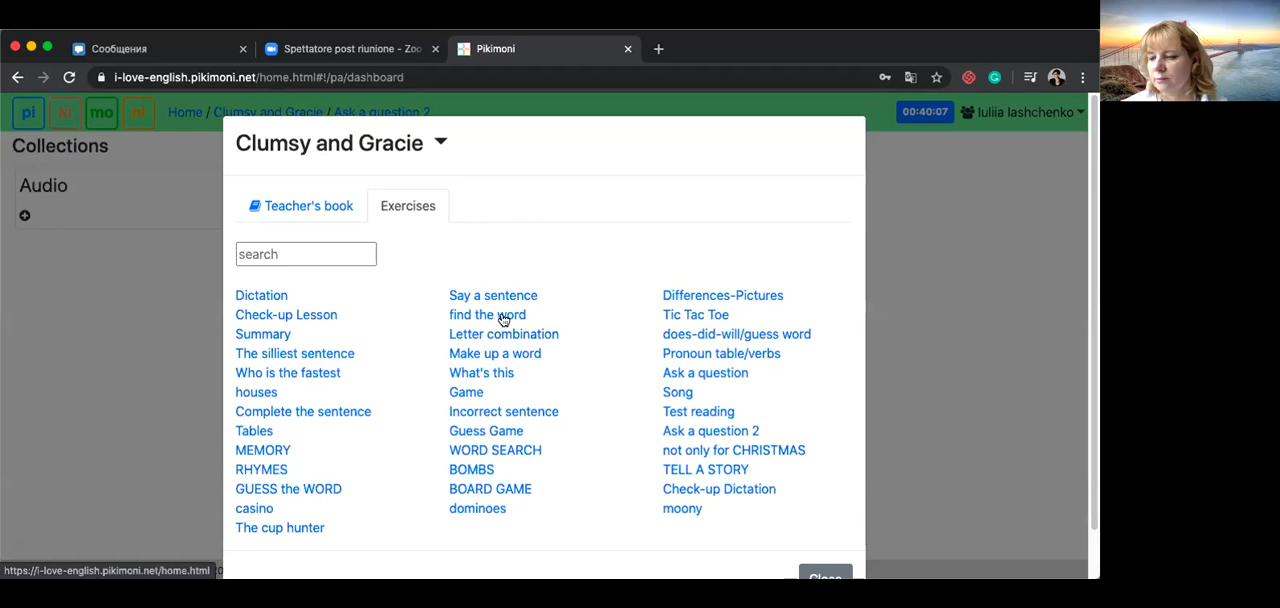 Сообщения
Spettatore post riunione - Zoo
Pikimoni
i-love-english.pikimoni.net/home.html#!/pa/dashboard
pi ki mo ni
Home / Clumsy and Gracie / Ask a question 2
00:40:07
Iuliia Iashchenko
Collections
Audio
Clumsy and Gracie
Teacher's book
Exercises
search
Dictation
Check-up Lesson
Summary
The silliest sentence
Who is the fastest
houses
Complete the sentence
Tables
MEMORY
RHYMES
GUESS the WORD
casino
The cup hunter
Say a sentence
find the word
Letter combination
Make up a word
What's this
Game
Incorrect sentence
Guess Game
WORD SEARCH
BOMBS
BOARD GAME
dominoes
Differences-Pictures
Tic Tac Toe
does-did-will/guess word
Pronoun table/verbs
Ask a question
Song
Test reading
Ask a question 2
not only for CHRISTMAS
TELL A STORY
Check-up Dictation
moony
Close
https://i-love-english.pikimoni.net/home.html